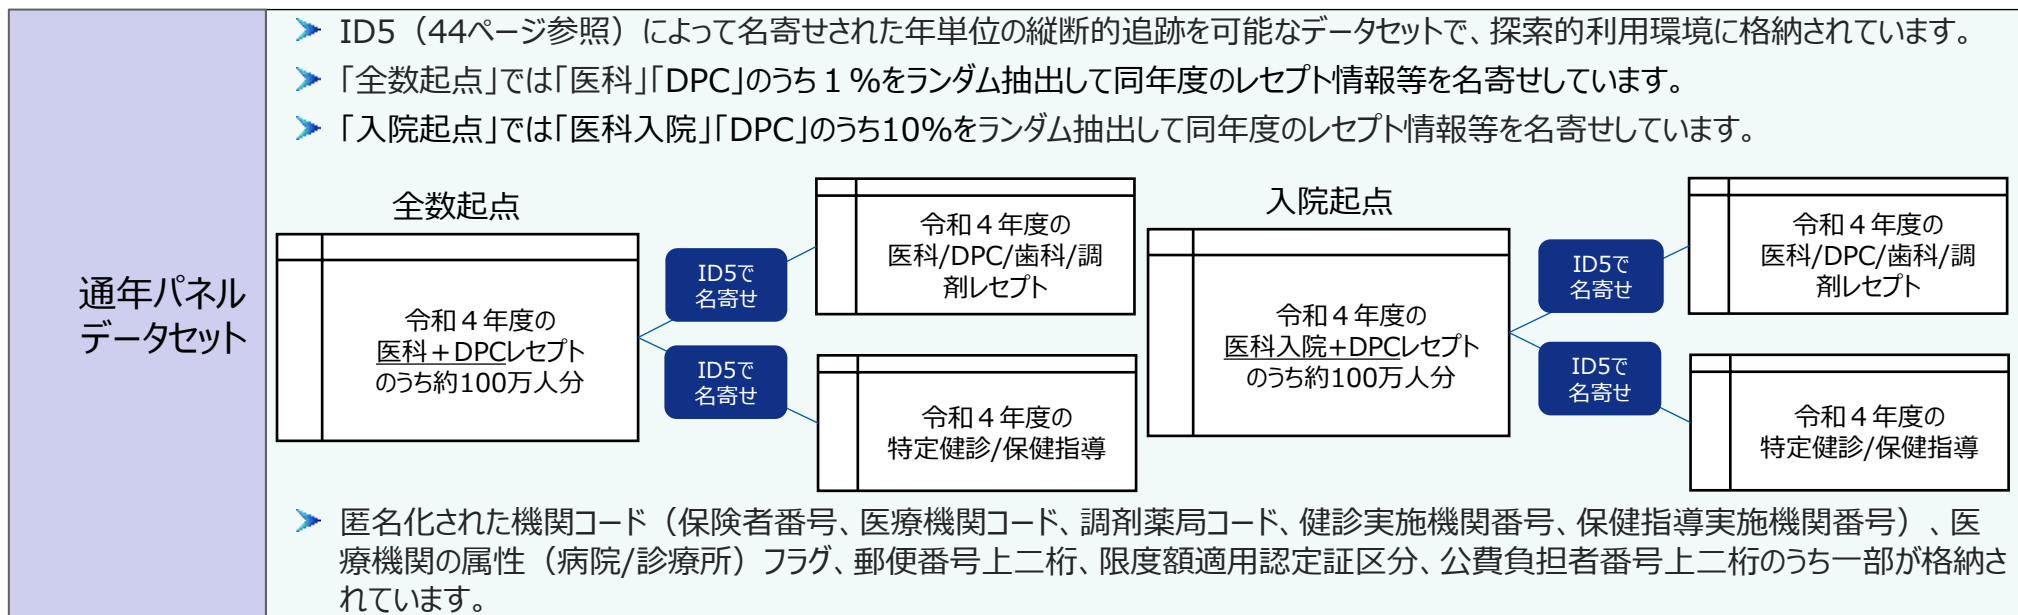 通年パネル
データセット
➤ ID5（44ページ参照）によって名寄せされた年単位の縦断的追跡を可能なデータセットで、探索的利用環境に格納されています。
➤ 「全数起点」では「医科」「DPC」のうち１%をランダム抽出して同年度のレセプト情報等を名寄せしています。
➤ 「入院起点」では「医科入院」「DPC」のうち10%をランダム抽出して同年度のレセプト情報等を名寄せしています。
全数起点
令和４年度の
医科＋DPCレセプト
のうち約100万人分
ID5で
名寄せ
令和４年度の
医科/DPC/歯科/調
剤レセプト
ID5で
名寄せ
令和４年度の
特定健診/保健指導
入院起点
令和４年度の
医科入院+DPCレセプト
のうち約100万人分
ID5で
名寄せ
令和４年度の
医科/DPC/歯科/調
剤レセプト
ID5で
名寄せ
令和４年度の
特定健診/保健指導
➤ 匿名化された機関コード（保険者番号、医療機関コード、調剤薬局コード、健診実施機関番号、保健指導実施機関番号）、医
療機関の属性（病院/診療所）フラグ、郵便番号上二桁、限度額適用認定証区分、公費負担者番号上二桁のうち一部が格納さ
れています。